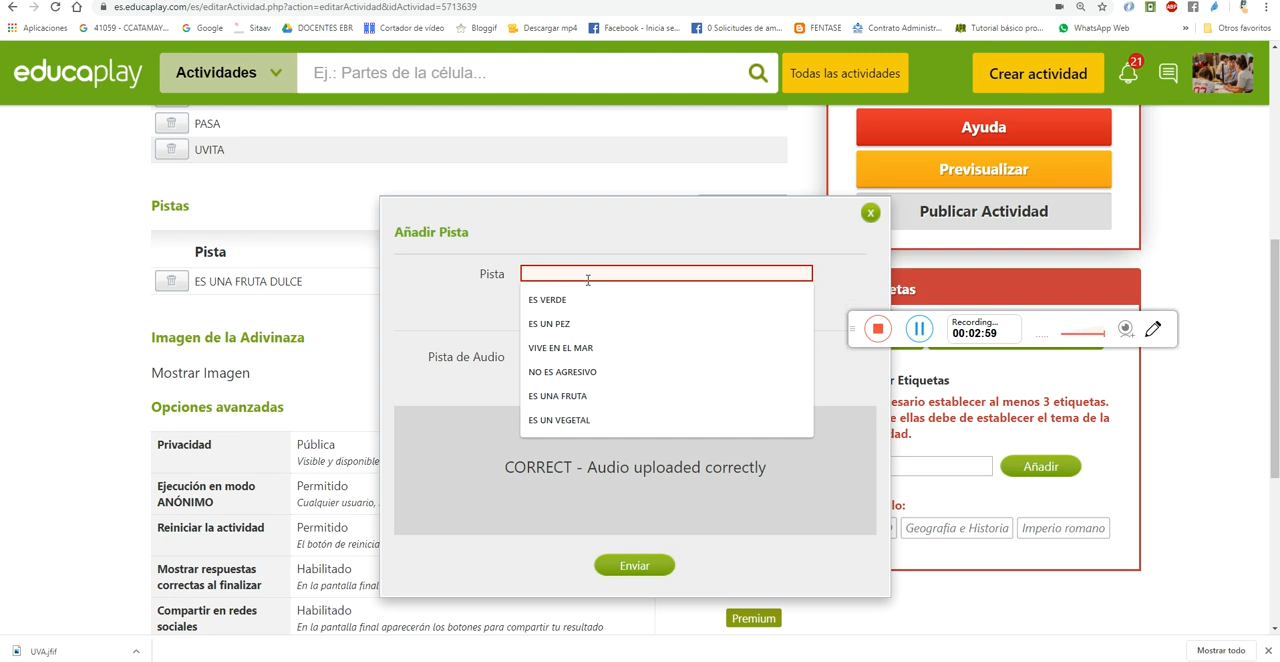 es.educaplay.com/es/editarActividad.php?action=editarActividad&idActividad=5713639
Aplicaciones
41059 - CCATAMAY...
Google
Sitaav
DOCENTES EBR
Cortador de vídeo
Bloggif
Descargar mp4
Facebook - Inicia se...
0 Solicitudes de am...
FENTASE
Contrato Administr...
Tutorial básico pro...
WhatsApp Web
»
Otros favoritos
educaplay
Actividades
Ej.: Partes de la célula...
Todas las actividades
Crear actividad
21
PASA
UVITA
Ayuda
Previsualizar
Publicar Actividad
Pistas
Pista
ES UNA FRUTA DULCE
Añadir Pista
x
Pista
ES VERDE
ES UN PEZ
VIVE EN EL MAR
NO ES AGRESIVO
ES UNA FRUTA
ES UN VEGETAL
Pista de Audio
CORRECT - Audio uploaded correctly
Enviar
etas
Recording...
00:02:59
r Etiquetas
esario establecer al menos 3 etiquetas.
e ellas debe de establecer el tema de la
dad.
Añadir
lo:
Geografía e Historia
Imperio romano
Imagen de la Adivinaza
Mostrar Imagen
Opciones avanzadas
Privacidad
Pública
Visible y disponible
Ejecución en modo
ANÓNIMO
Permitido
Cualquier usuario,
Reiniciar la actividad
Permitido
El botón de reinicia
Mostrar respuestas
correctas al finalizar
Habilitado
En la pantalla final
Compartir en redes
sociales
Habilitado
En la pantalla final aparecerán los botones para compartir tu resultado
Premium
UVA.jfif
Mostrar todo